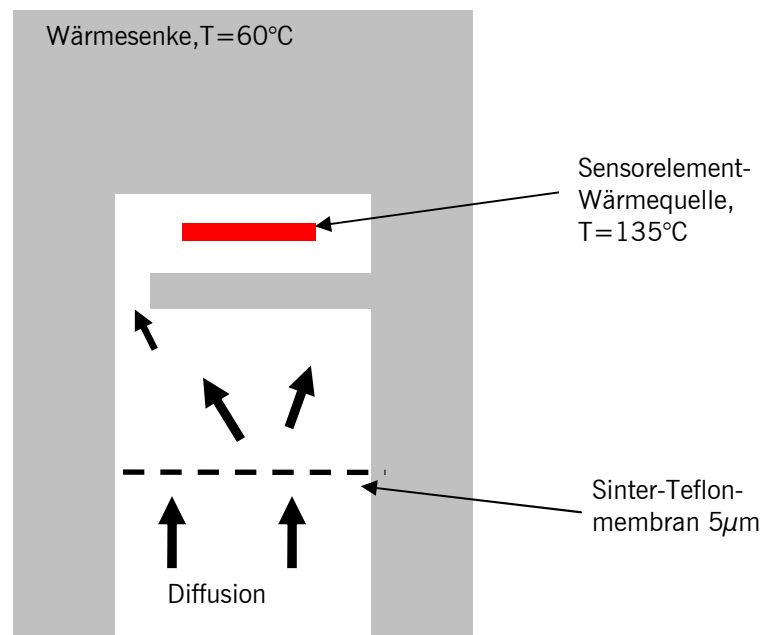 Wärmesenke,T=60°C
Sensorelement-
Wärmequelle,
T=135°C
Sinter-Teflon-
membran 5µm
Diffusion